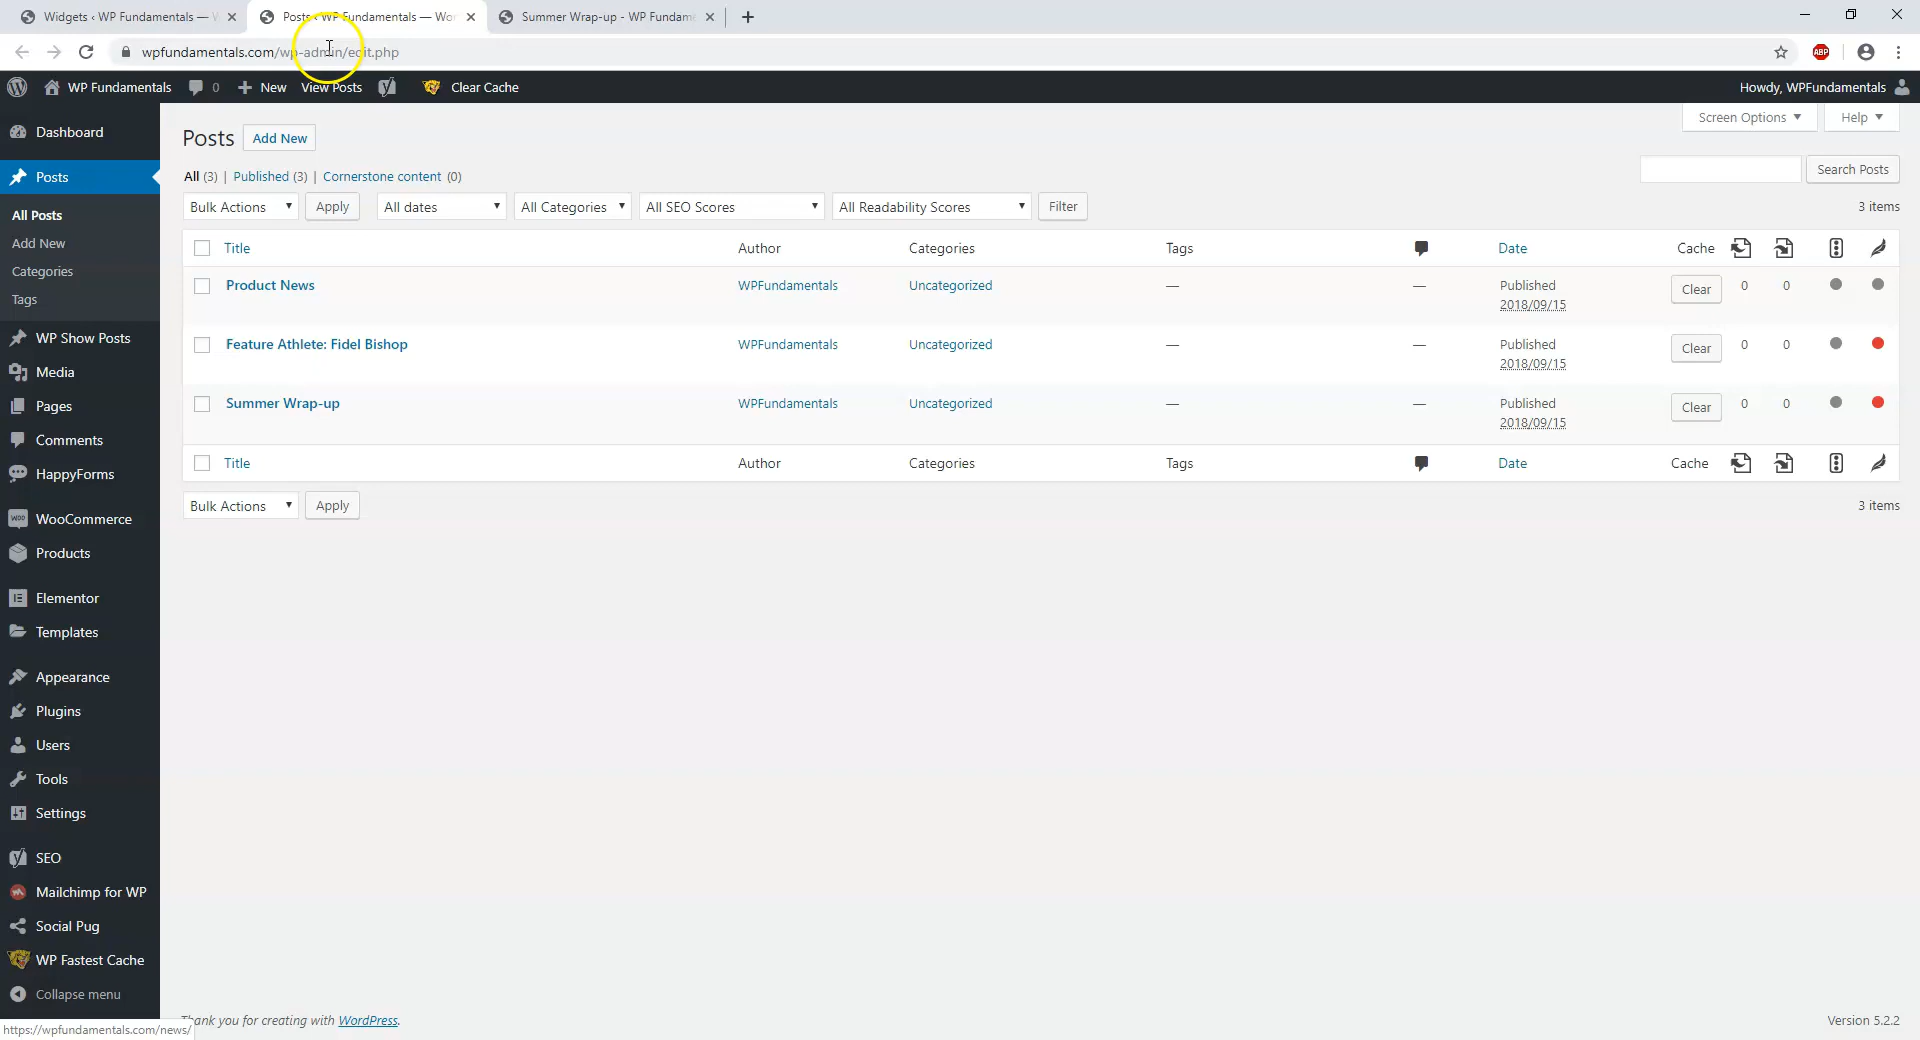 Widgets ‹ WP Fundamentals — W
Posts ‹ WP Fundamentals — Wor
Summer Wrap-up - WP Fundame
wpfundamentals.com/wp-admin/edit.php
ABP
WP Fundamentals
0
New
View Posts
Clear Cache
Howdy, WPFundamentals
Dashboard
Posts
All Posts
Add New
Categories
Tags
WP Show Posts
Media
Pages
Comments
HappyForms
WooCommerce
Products
Elementor
Templates
Appearance
Plugins
Users
Tools
Settings
SEO
Mailchimp for WP
Social Pug
WP Fastest Cache
Collapse menu
Screen Options
Help
Posts
Add New
All (3) | Published (3) | Cornerstone content (0)
Search Posts
Bulk Actions
Apply
All dates
All Categories
All SEO Scores
All Readability Scores
Filter
3 items
Title Author Categories Tags Date Cache
Product News WPFundamentals Uncategorized — — Published 2018/09/15 Clear 0 0
Feature Athlete: Fidel Bishop WPFundamentals Uncategorized — — Published 2018/09/15 Clear 0 0
Summer Wrap-up WPFundamentals Uncategorized — — Published 2018/09/15 Clear 0 0
Title Author Categories Tags Date Cache
Bulk Actions
Apply
3 items
Thank you for creating with WordPress.
Version 5.2.2
https://wpfundamentals.com/news/